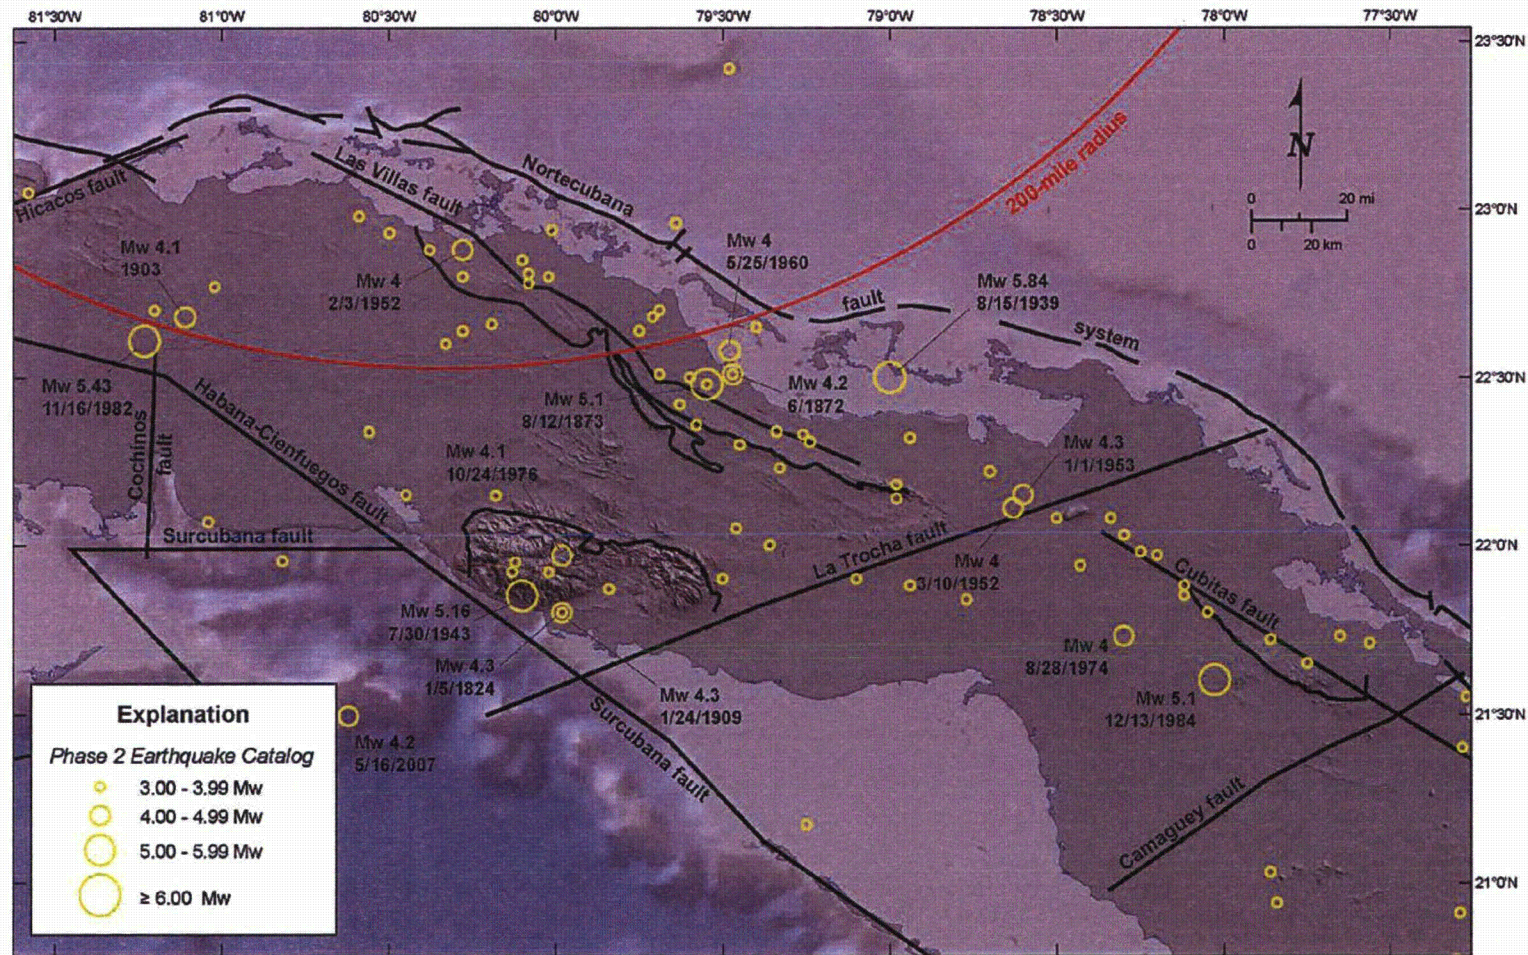 81°30'W 81°0'W 80°30'W 80°0'W 79°30'W 79°0'W 78°30'W 78°0'W 77°30'W
23°30'N
23°0'N
22°30'N
22°0'N
21°30'N
21°0'N
N
0 20 mi
0 20 km
200-mile radius
Hicacos fault
Las Villas fault
Nortecubana
fault
system
Mw 4.1
1903
Mw 4
2/3/1952
Mw 4
5/25/1960
Mw 5.84
8/15/1939
Mw 5.43
11/16/1982
Cochinos
fault
Habana-Cienfuegos fault
Mw 5.1
8/12/1873
Mw 4.2
6/1872
Mw 4.1
10/24/1976
Mw 4.3
1/1/1953
Surcubana fault
La Trocha fault
Mw 4
3/10/1952
Cubitas fault
Mw 5.16
7/30/1943
Mw 4.3
1/5/1824
Mw 4.3
1/24/1909
Mw 4
8/28/1974
Mw 5.1
12/13/1984
Surcubana fault
Mw 4.2
5/16/2007
Camaguey fault
Explanation
Phase 2 Earthquake Catalog
3.00 - 3.99 Mw
4.00 - 4.99 Mw
5.00 - 5.99 Mw
≥ 6.00 Mw